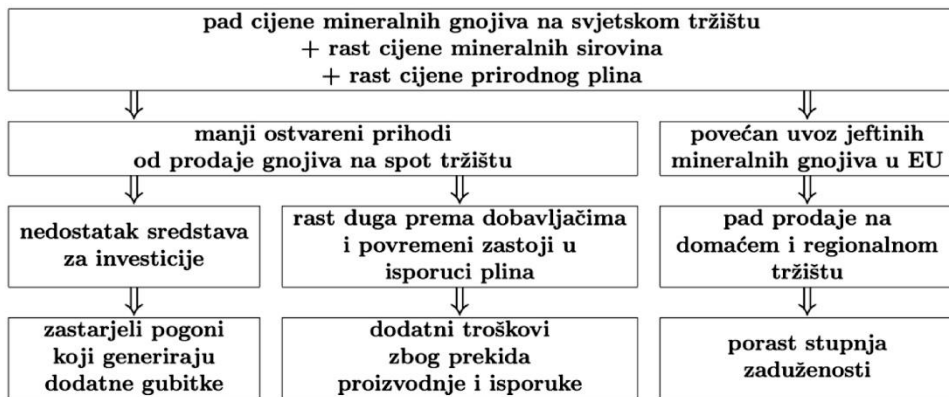 pad cijene mineralnih gnojiva na svjetskom tržištu
+ rast cijene mineralnih sirovina
+ rast cijene prirodnog plina
manji ostvareni prihodi
od prodaje gnojiva na spot tržištu
povećan uvoz jeftinih
mineralnih gnojiva u EU
nedostatak sredstava
za investicije
rast duga prema dobavljačima
i povremeni zastoji u
isporuci plina
pad prodaje na
domaćem i regionalnom
tržištu
zastarjeli pogoni
koji generiraju
dodatne gubitke
dodatni troškovi
zbog prekida
proizvodnje i isporuke
porast stupnja
zaduženosti